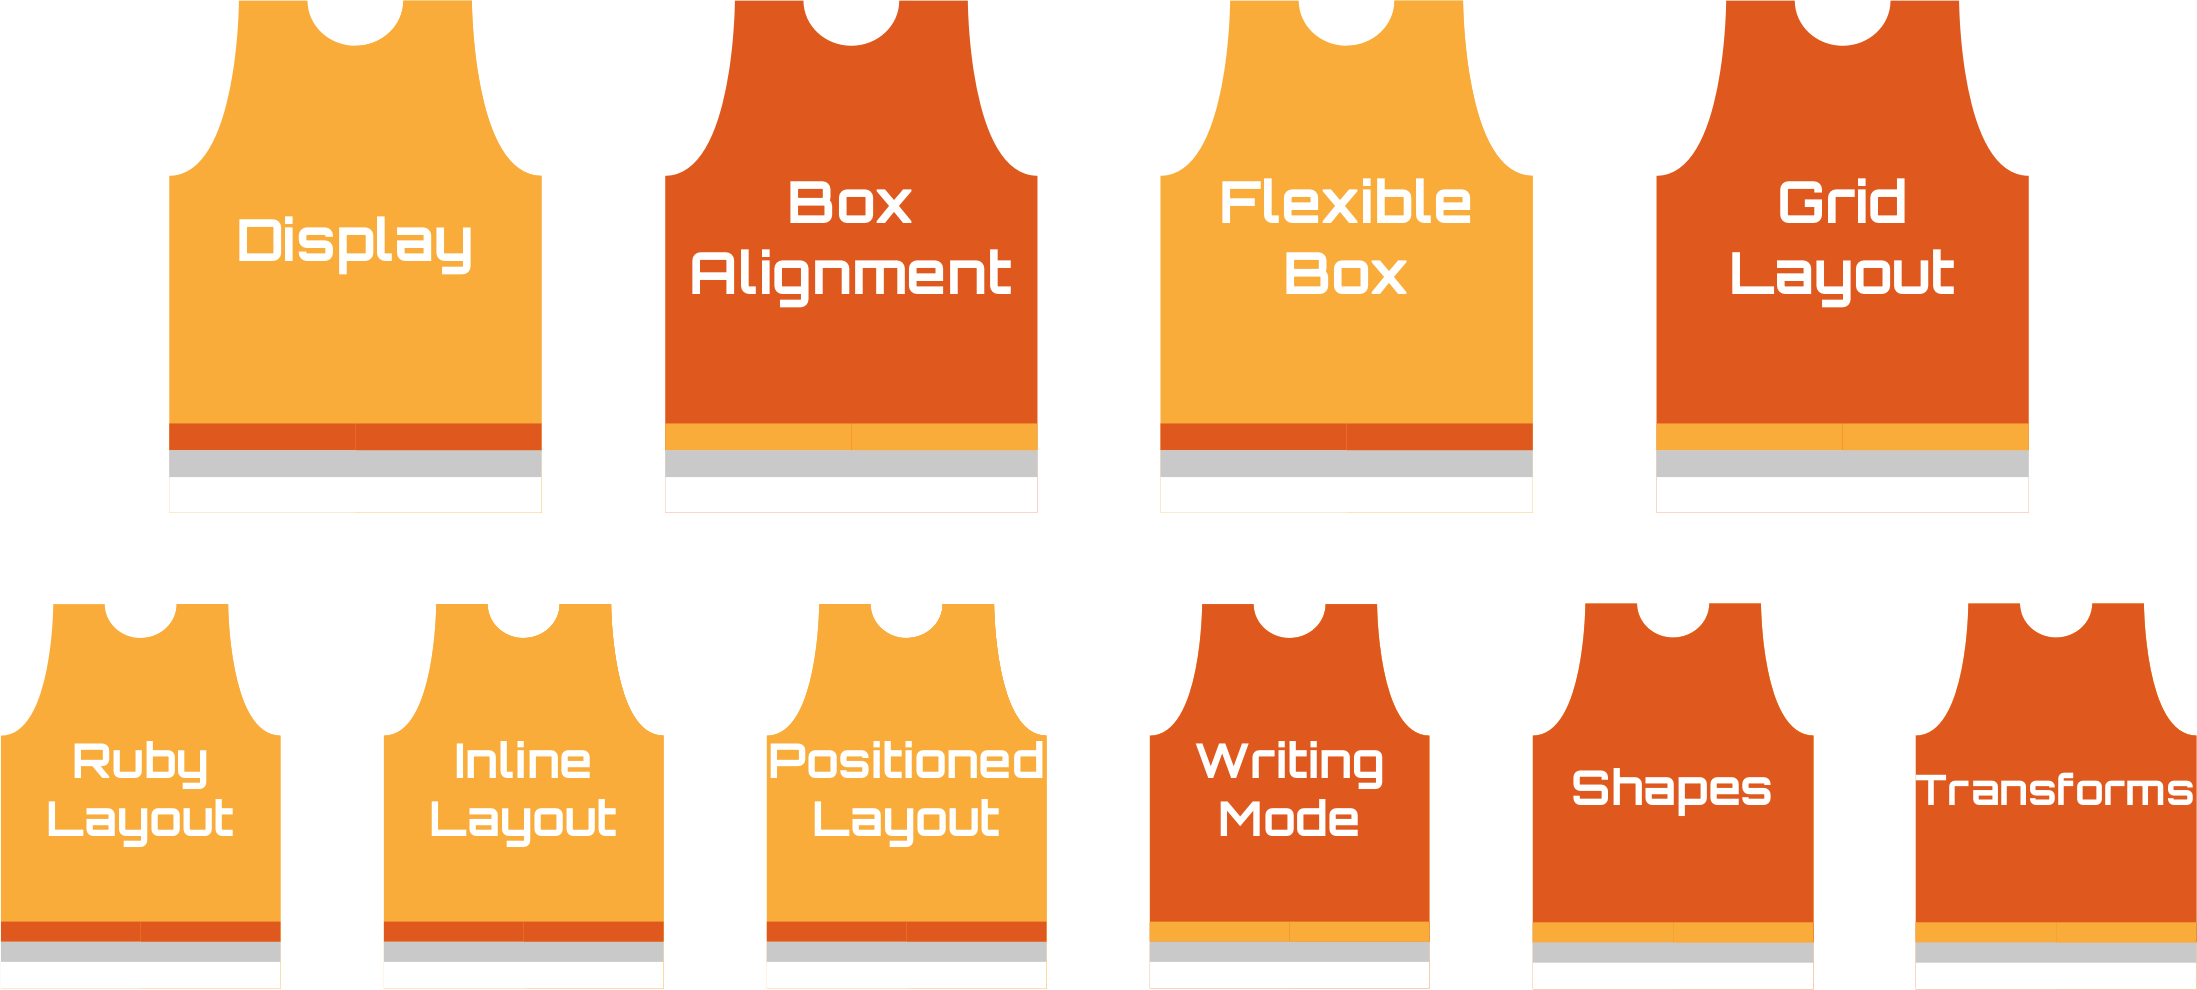 Display
Box
Alignment
Flexible
Box
Grid
Layout
Ruby
Layout
Inline
Layout
Positioned
Layout
Writing
Mode
Shapes
Transforms